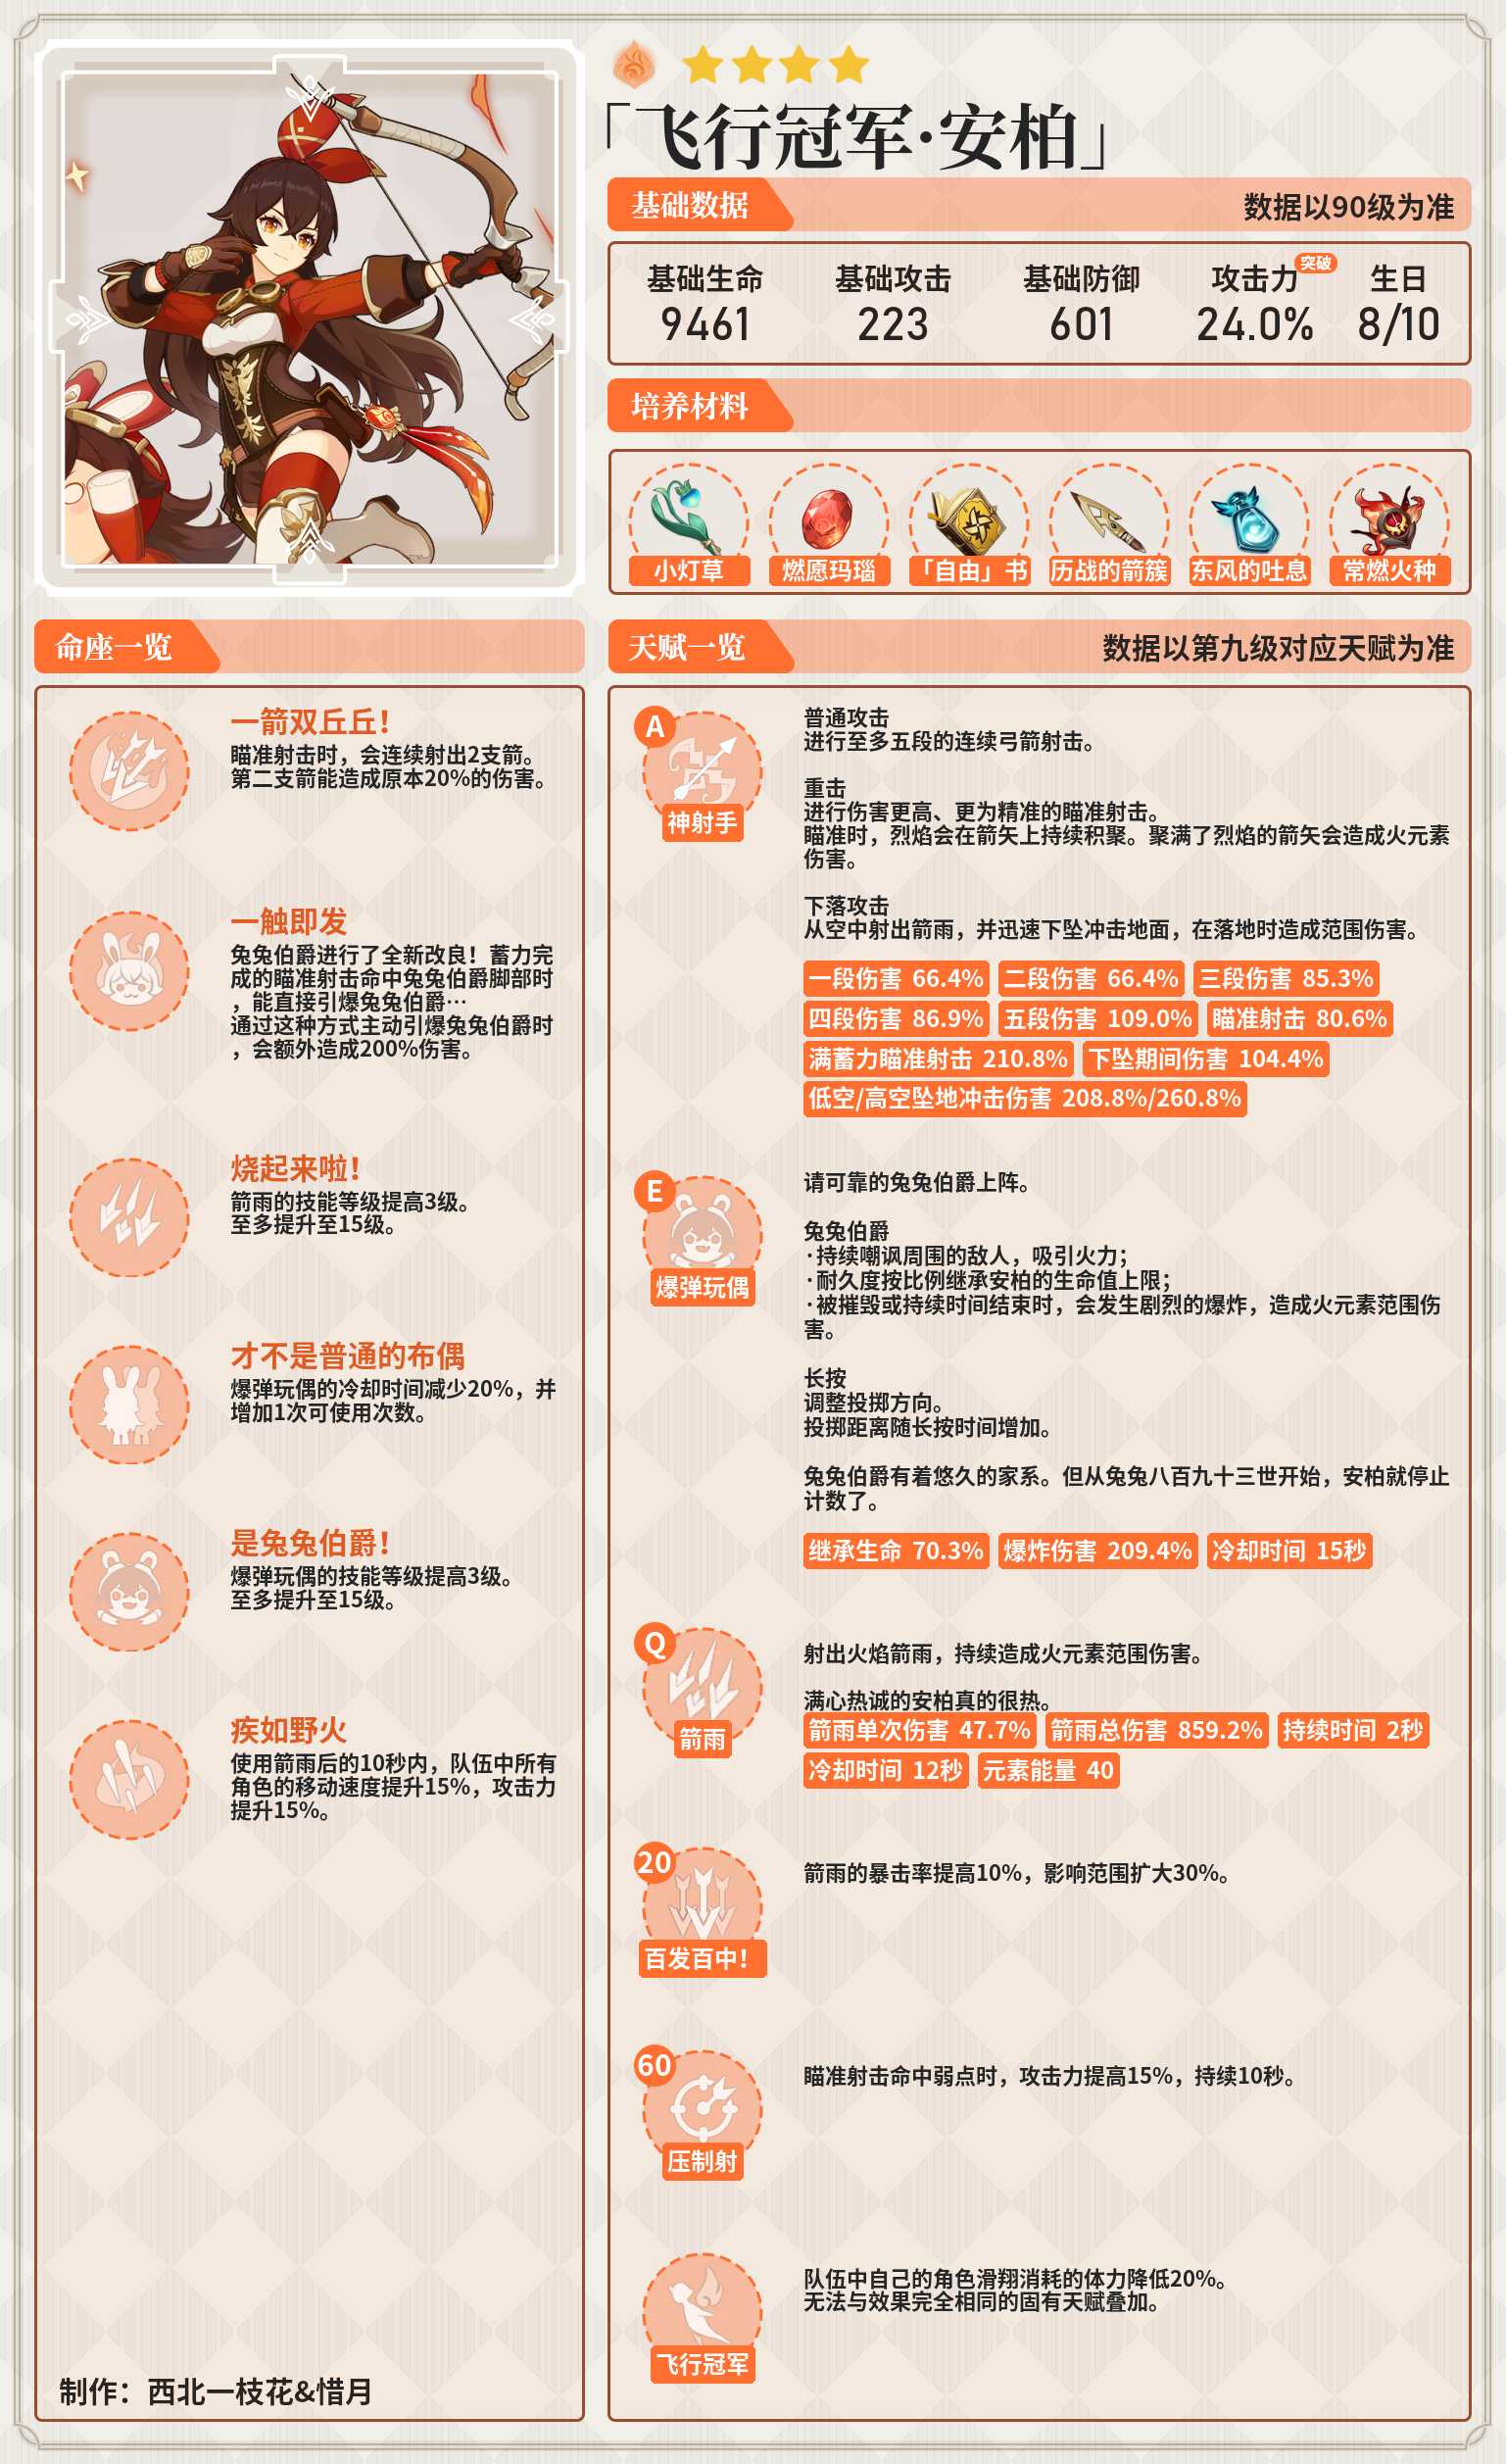 「飞行冠军·安柏」
基础数据
数据以90级为准
基础生命
9461
基础攻击
223
基础防御
601
攻击力
突破
24.0%
生日
8/10
培养材料
小灯草
燃愿玛瑙
「自由」书
历战的箭簇
东风的吐息
常燃火种
命座一览
一箭双丘丘！
瞄准射击时，会连续射出2支箭。
第二支箭能造成原本20%的伤害。
一触即发
兔兔伯爵进行了全新改良！蓄力完
成的瞄准射击命中兔兔伯爵脚部时
，能直接引爆兔兔伯爵…
通过这种方式主动引爆兔兔伯爵时
，会额外造成200%伤害。
烧起来啦！
箭雨的技能等级提高3级。
至多提升至15级。
才不是普通的布偶
爆弹玩偶的冷却时间减少20%，并
增加1次可使用次数。
是兔兔伯爵！
爆弹玩偶的技能等级提高3级。
至多提升至15级。
疾如野火
使用箭雨后的10秒内，队伍中所有
角色的移动速度提升15%，攻击力
提升15%。
制作：西北一枝花&惜月
天赋一览
数据以第九级对应天赋为准
A
神射手
普通攻击
进行至多五段的连续弓箭射击。
重击
进行伤害更高、更为精准的瞄准射击。
瞄准时，烈焰会在箭矢上持续积聚。聚满了烈焰的箭矢会造成火元素
伤害。
下落攻击
从空中射出箭雨，并迅速下坠冲击地面，在落地时造成范围伤害。
一段伤害 66.4% 二段伤害 66.4% 三段伤害 85.3%
四段伤害 86.9% 五段伤害 109.0% 瞄准射击 80.6%
满蓄力瞄准射击 210.8% 下坠期间伤害 104.4%
低空/高空坠地冲击伤害 208.8%/260.8%
E
爆弹玩偶
请可靠的兔兔伯爵上阵。
兔兔伯爵
·持续嘲讽周围的敌人，吸引火力；
·耐久度按比例继承安柏的生命值上限；
·被摧毁或持续时间结束时，会发生剧烈的爆炸，造成火元素范围伤
害。
长按
调整投掷方向。
投掷距离随长按时间增加。
兔兔伯爵有着悠久的家系。但从兔兔八百九十三世开始，安柏就停止
计数了。
继承生命 70.3% 爆炸伤害 209.4% 冷却时间 15秒
Q
箭雨
射出火焰箭雨，持续造成火元素范围伤害。
满心热诚的安柏真的很热。
箭雨单次伤害 47.7% 箭雨总伤害 859.2% 持续时间 2秒
冷却时间 12秒 元素能量 40
20
百发百中！
箭雨的暴击率提高10%，影响范围扩大30%。
60
压制射
瞄准射击命中弱点时，攻击力提高15%，持续10秒。
飞行冠军
队伍中自己的角色滑翔消耗的体力降低20%。
无法与效果完全相同的固有天赋叠加。